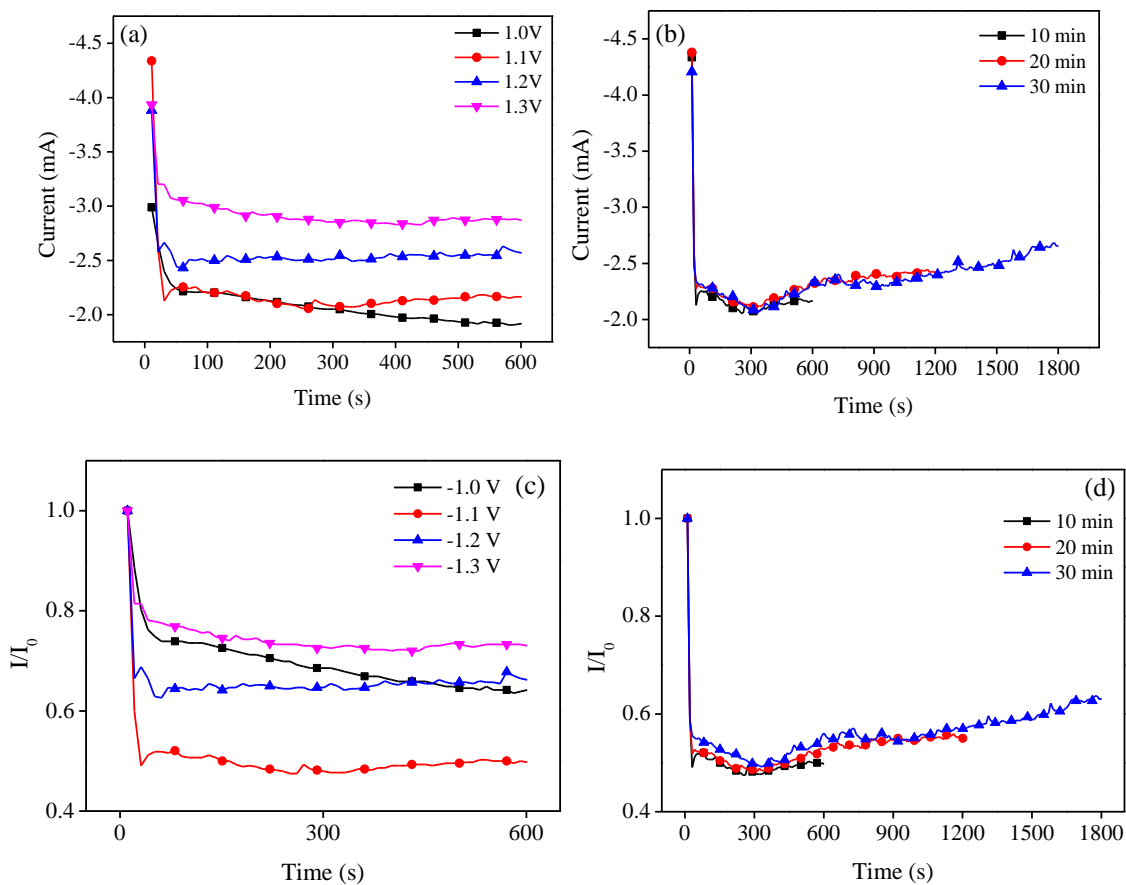 (a)
1.0V
1.1V
1.2V
1.3V
-4.5
-4.0
-3.5
-3.0
-2.5
-2.0
Current (mA)
0 100 200 300 400 500 600
Time (s)
(b)
10 min
20 min
30 min
-4.5
-4.0
-4.5
-3.0
-2.5
-2.0
Current (mA)
0 300 600 900 1200 1500 1800
Time (s)
(c)
-1.0 V
-1.1 V
-1.2 V
-1.3 V
1.0
0.8
0.6
0.4
I/I0
0 300 600
Time (s)
(d)
10 min
20 min
30 min
1.0
0.8
0.6
0.4
I/I0
0 300 600 900 1200 1500 1800
Time (s)